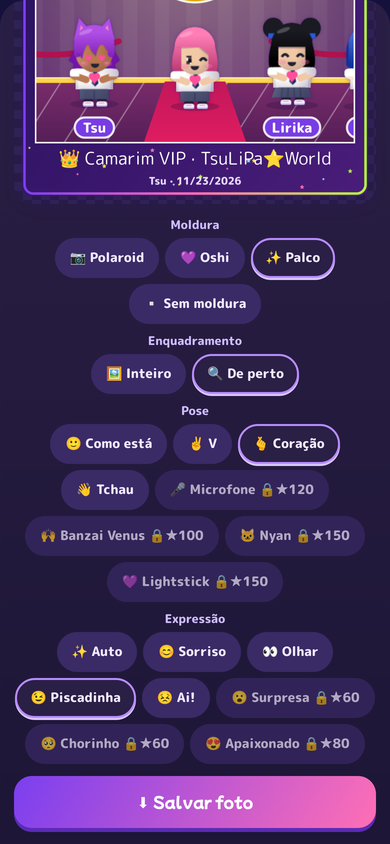 Tsu
Lirika
👑 Camarim VIP · TsuLiPa⭐World
Tsu · 11/23/2026
Moldura
📷 Polaroid
💜 Oshi
✨ Palco
▫️ Sem moldura
Enquadramento
🖼️ Inteiro
🔍 De perto
Pose
🙂 Como está
✌️ V
🫰 Coração
👋 Tchau
🎤 Microfone 🔒★120
🙌 Banzai Venus 🔒★100
🐱 Nyan 🔒★150
💜 Lightstick 🔒★150
Expressão
✨ Auto
😊 Sorriso
👀 Olhar
😉 Piscadinha
😣 Ai!
😮 Surpresa 🔒★60
🥺 Chorinho 🔒★60
😍 Apaixonado 🔒★80
⬇ Salvar foto